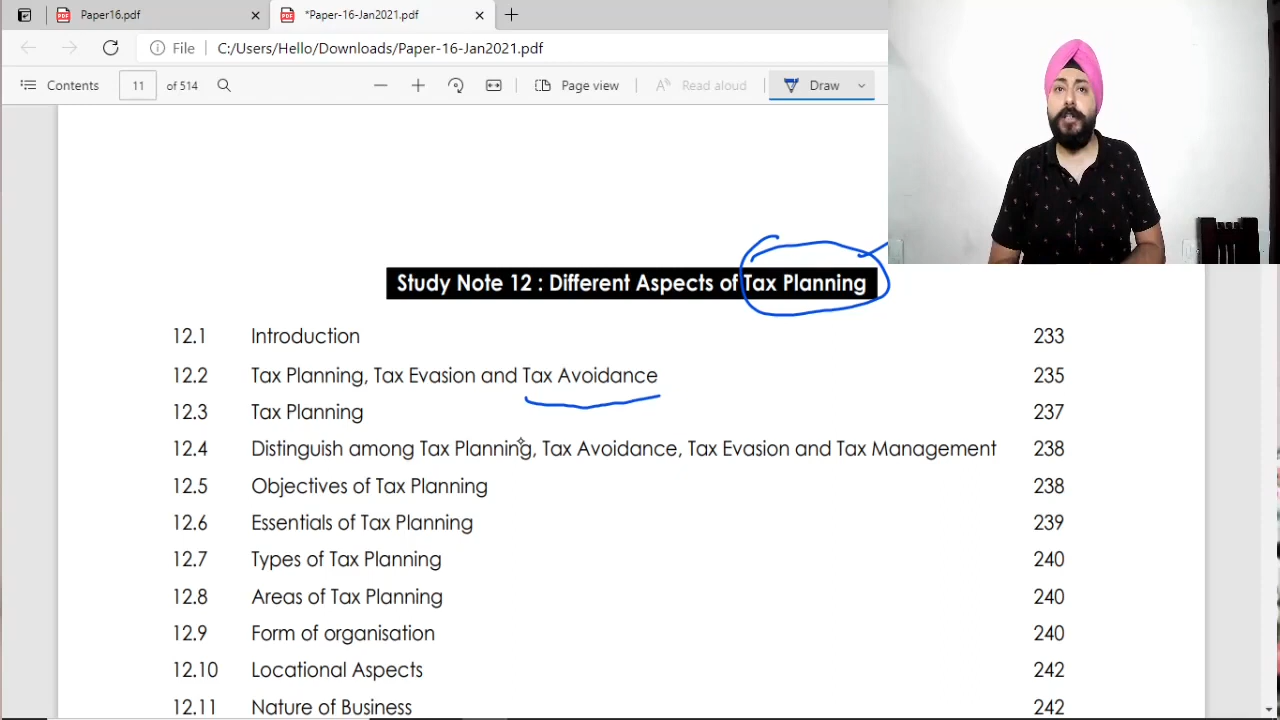 Paper16.pdf
*Paper-16-Jan2021.pdf
File C:/Users/Hello/Downloads/Paper-16-Jan2021.pdf
Contents 11 of 514 Page view Read aloud Draw
Study Note 12 : Different Aspects of Tax Planning
12.1 Introduction 233
12.2 Tax Planning, Tax Evasion and Tax Avoidance 235
12.3 Tax Planning 237
12.4 Distinguish among Tax Planning, Tax Avoidance, Tax Evasion and Tax Management 238
12.5 Objectives of Tax Planning 238
12.6 Essentials of Tax Planning 239
12.7 Types of Tax Planning 240
12.8 Areas of Tax Planning 240
12.9 Form of organisation 240
12.10 Locational Aspects 242
12.11 Nature of Business 242